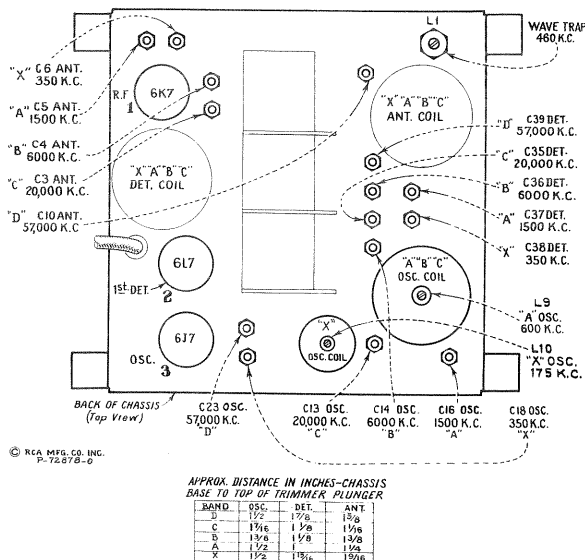 L1
WAVE TRAP
460 K.C.
"X" C6 ANT.
350 K.C.
"A" C5 ANT.
1500 K.C.
"B" C4 ANT.
6000 K.C.
"C" C3 ANT.
20,000 K.C.
"D" C10 ANT.
57,000 K.C.
R.F.
1
6K7
"X" "A" "B" "C"
DET. COIL
"X" "A" "B" "C"
ANT. COIL
"D" C39 DET.
57,000 K.C.
"C" C35 DET.
20,000 K.C.
"B" C36 DET.
6000 K.C.
"A" C37 DET.
1500 K.C.
"X" C38 DET.
350 K.C.
6L7
1st DET.
2
6J7
OSC.
3
"A" "B" "C"
OSC. COIL
"X"
OSC. COIL
L9
"A" OSC.
600 K.C.
L10
"X" OSC.
175 K.C.
BACK OF CHASSIS
(Top View)
C23 OSC.
57,000 K.C.
"D"
C13 OSC.
20,000 K.C.
"C"
C14 OSC.
6000 K.C.
"B"
C16 OSC.
1500 K.C.
"A"
C18 OSC.
350 K.C.
"X"
© RCA MFG. CO. INC.
P-72878-0
APPROX. DISTANCE IN INCHES-CHASSIS
BASE TO TOP OF TRIMMER PLUNGER
BAND OSC. DET. ANT.
D 1 1/2 1 7/8 1 3/8
C 1 7/16 1 1/8 1 1/16
B 1 3/8 1 1/8 1 3/8
A 1 1/2 1 1/4
X 1 1/2 1 13/16 1 9/16